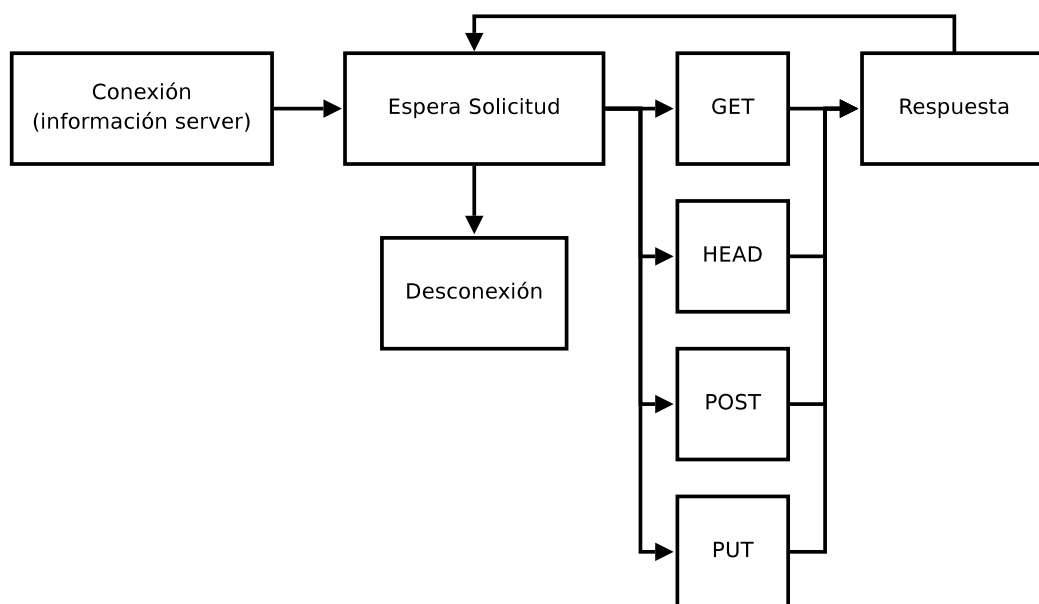 Conexión
(información server)
Espera Solicitud
GET
Respuesta
HEAD
Desconexión
POST
PUT